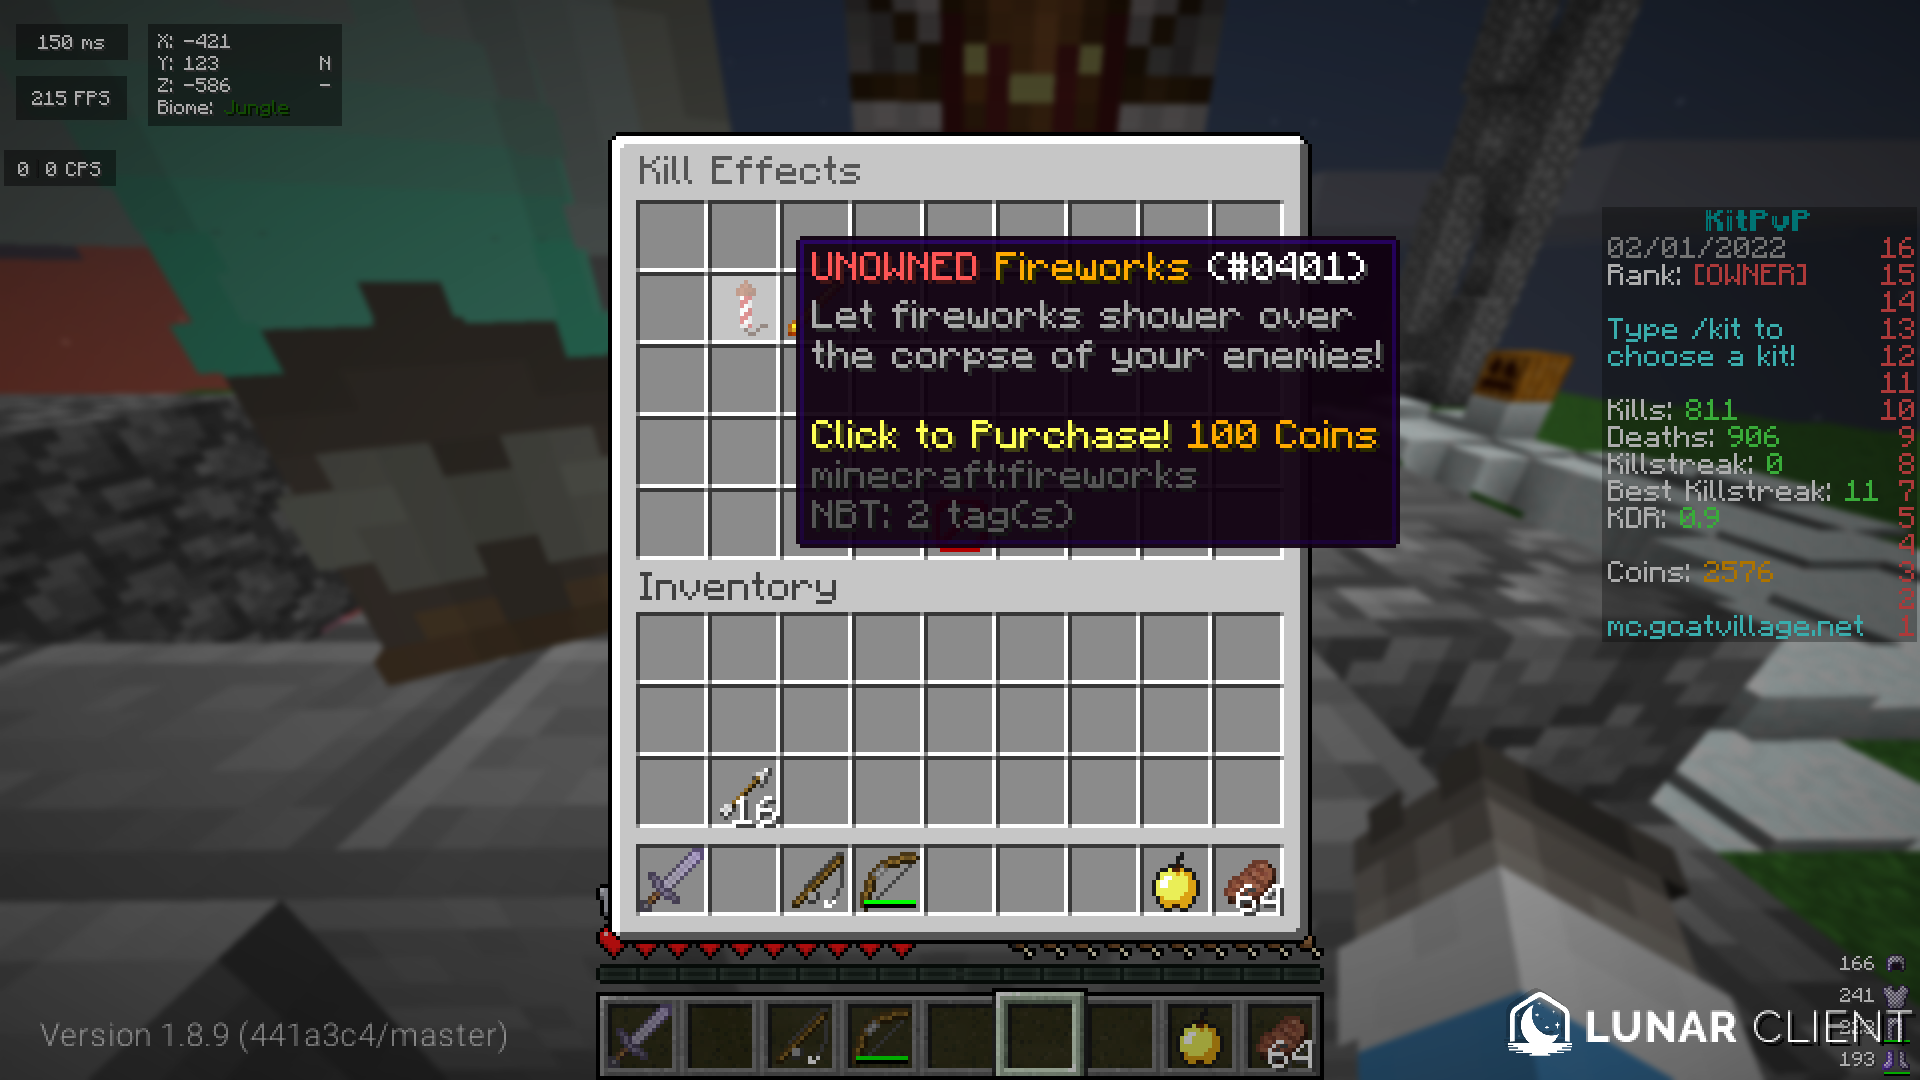 150 ms
215 FPS
0 0 CPS
X: -421
Y: 123 N
Z: -586 -
Biome: Jungle
Kill Effects
UNOWNED Fireworks (#0401)
Let fireworks shower over
the corpse of your enemies!
Click to Purchase! 100 Coins
minecraft:fireworks
NBT: 2 tag(s)
Inventory
16
64
64
KitPvP
02/01/2022 16
Rank: [OWNER] 15
14
Type /kit to 13
choose a kit! 12
11
Kills: 811 10
Deaths: 906 9
Killstreak: 0 8
Best Killstreak: 11 7
KDR: 0.9 5
4
Coins: 2576 3
2
mc.goatvillage.net 1
166
241
193
Version 1.8.9 (441a3c4/master)
LUNAR CLIENT